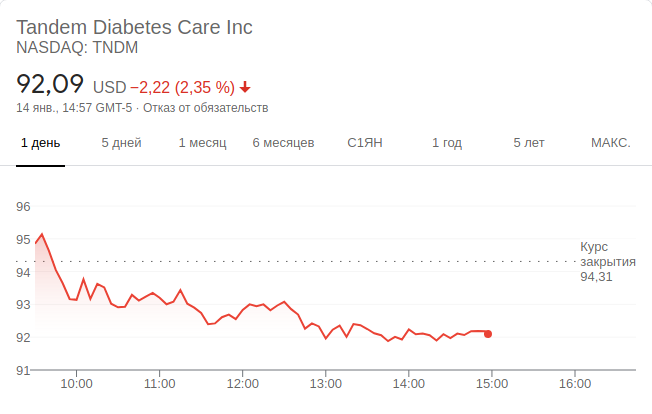 Tandem Diabetes Care Inc
NASDAQ: TNDM
92,09 USD −2,22 (2,35 %)
14 янв., 14:57 GMT-5 · Отказ от обязательств
1 день 5 дней 1 месяц 6 месяцев С1ЯН 1 год 5 лет МАКС.
96
95
Курс
закрытия
94,31
94
93
92
91
10:00 11:00 12:00 13:00 14:00 15:00 16:00